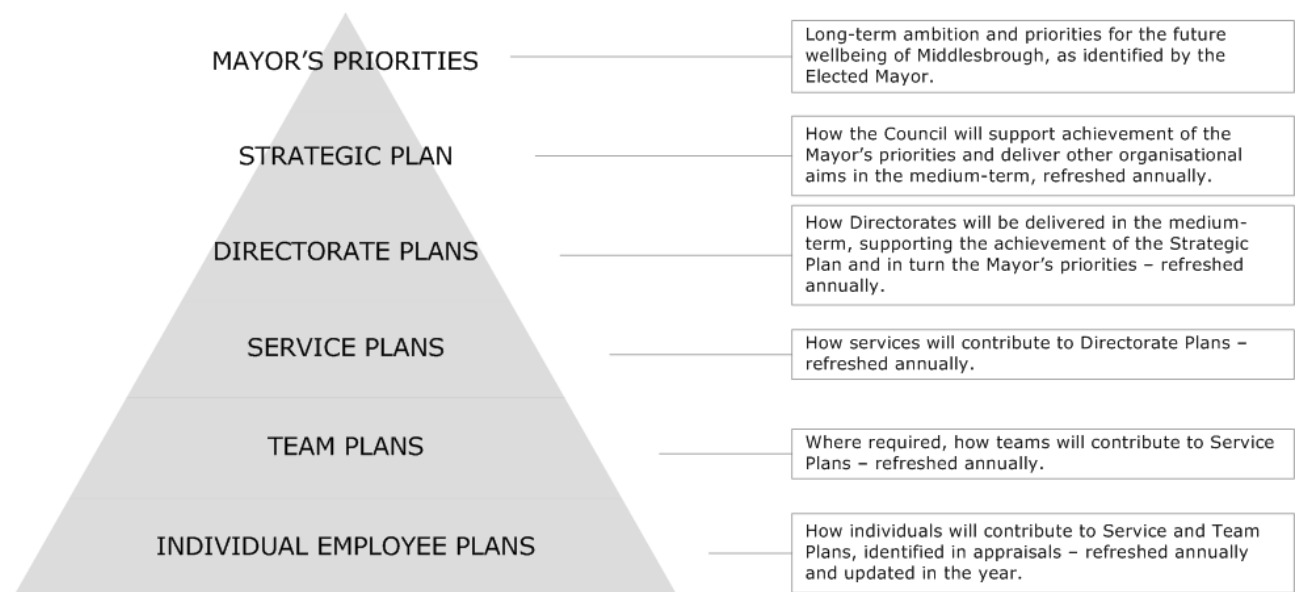 MAYOR'S PRIORITIES
Long-term ambition and priorities for the future
wellbeing of Middlesbrough, as identified by the
Elected Mayor.
STRATEGIC PLAN
How the Council will support achievement of the
Mayor's priorities and deliver other organisational
aims in the medium-term, refreshed annually.
DIRECTORATE PLANS
How Directorates will be delivered in the medium-
term, supporting the achievement of the Strategic
Plan and in turn the Mayor's priorities – refreshed
annually.
SERVICE PLANS
How services will contribute to Directorate Plans –
refreshed annually.
TEAM PLANS
Where required, how teams will contribute to Service
Plans – refreshed annually.
INDIVIDUAL EMPLOYEE PLANS
How individuals will contribute to Service and Team
Plans, identified in appraisals – refreshed annually
and updated in the year.